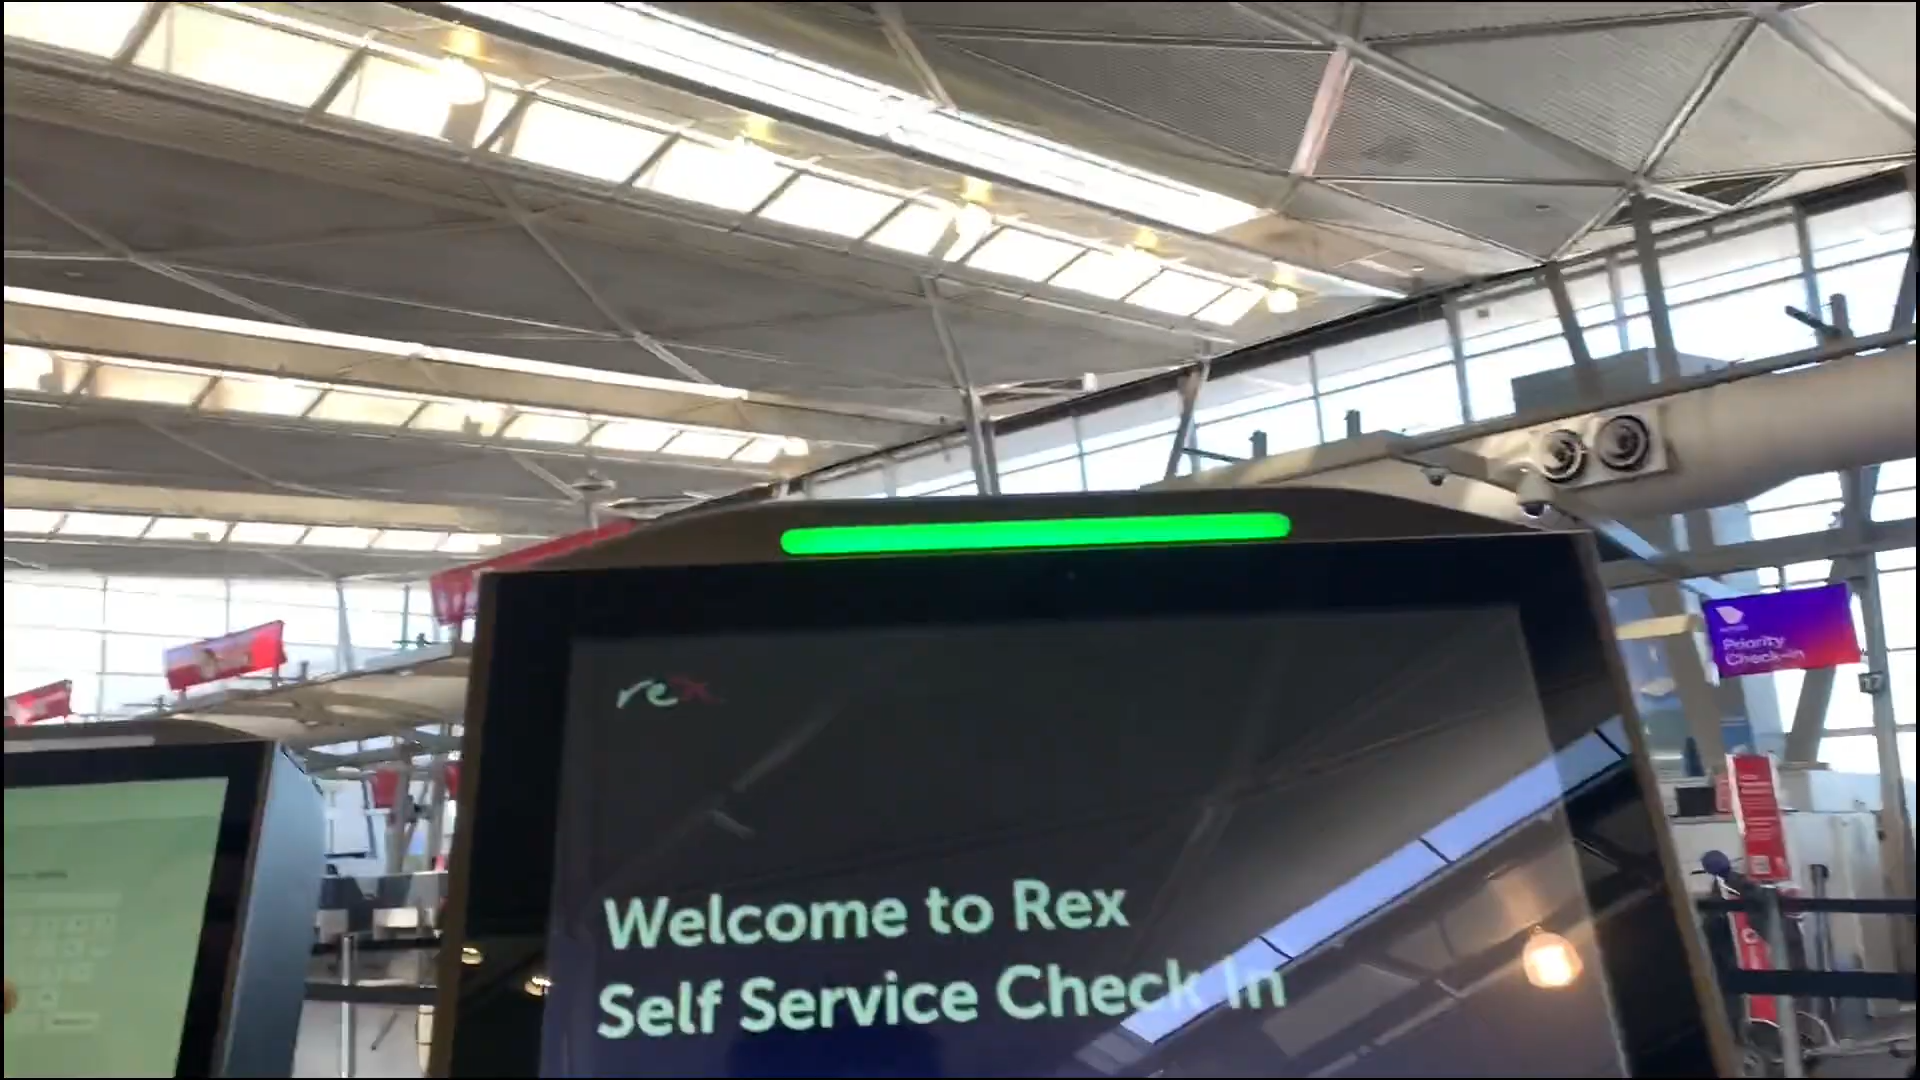 rex
Welcome to Rex
Self Service Check In
Priority
Check-in
17